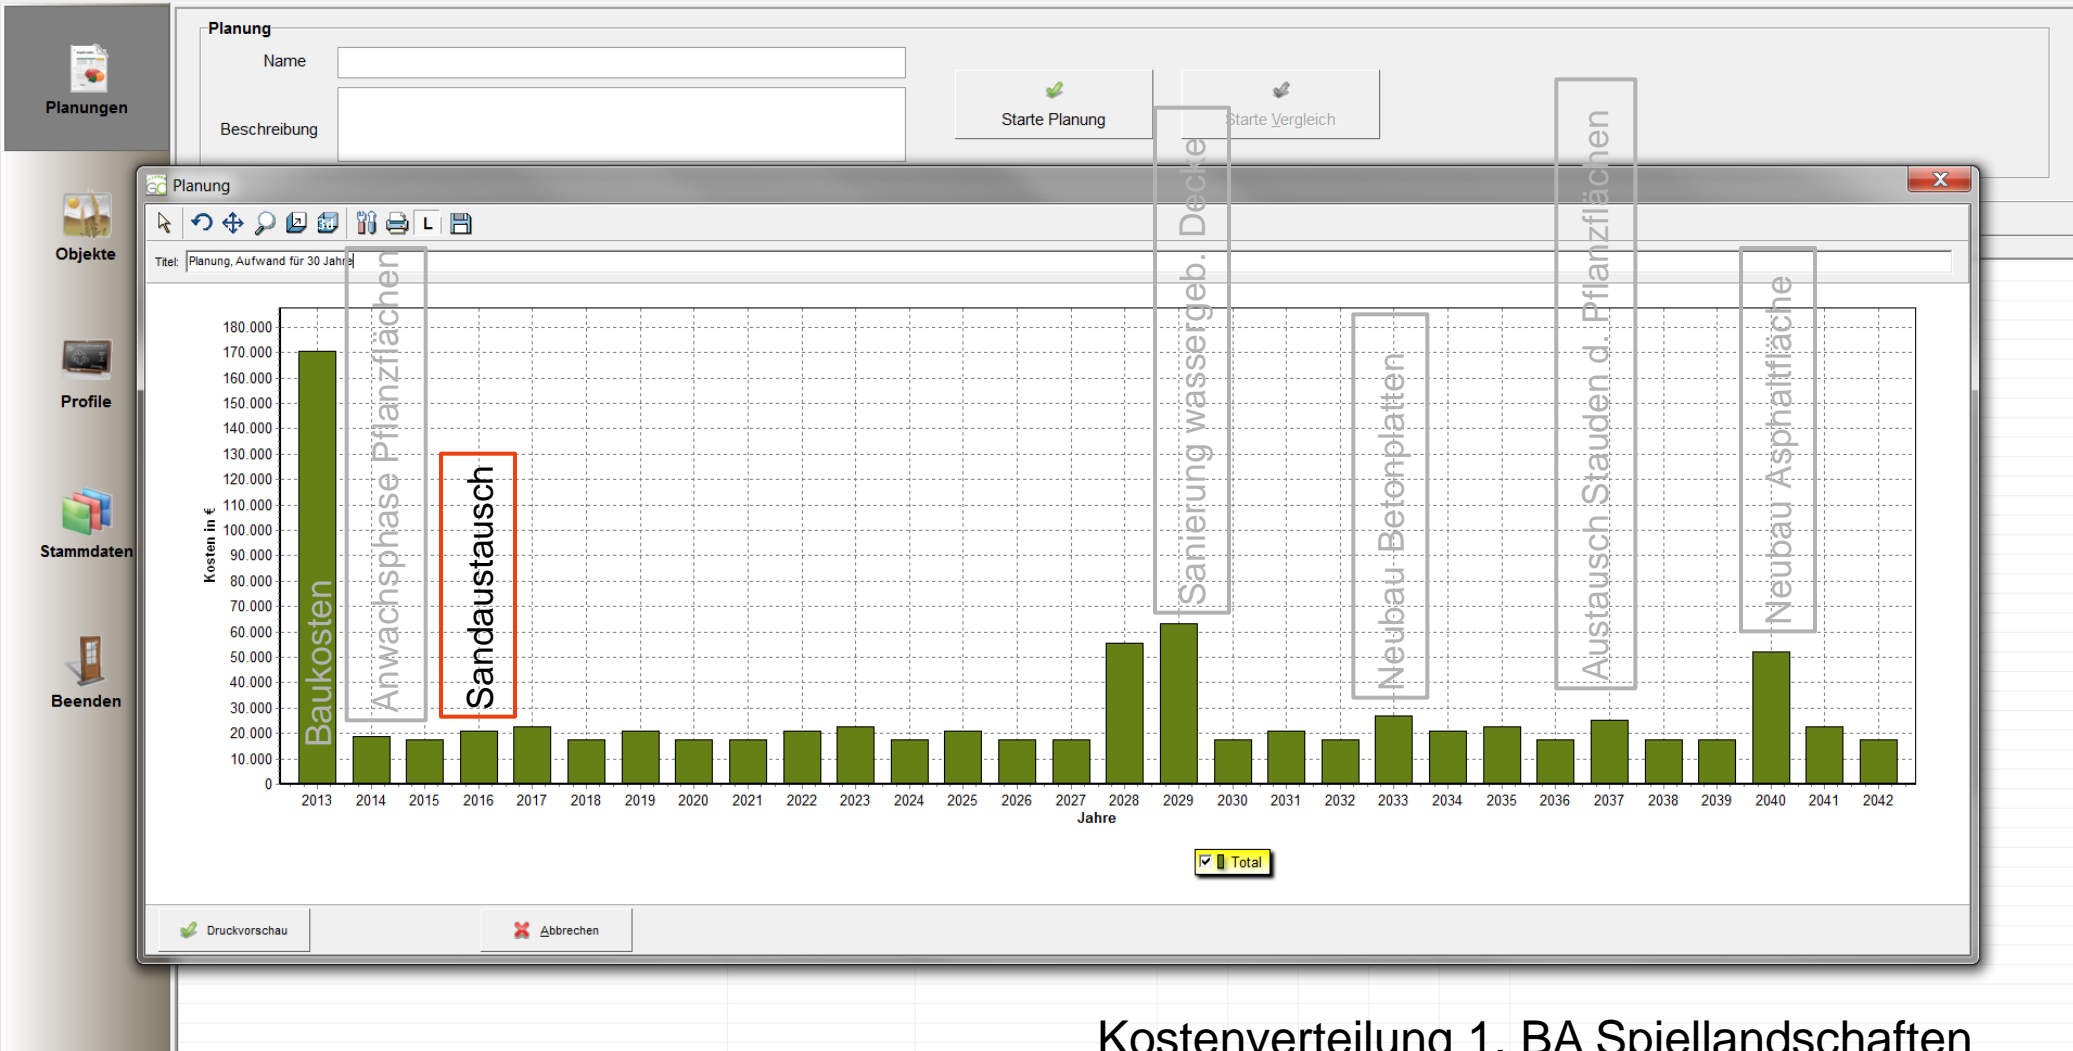 Planung
Name
Beschreibung
Starte Planung
Starte Vergleich
Planungen
Objekte
Profile
Stammdaten
Beenden
GC
Planung
X
3d
L
Titel:
Planung, Aufwand für 30 Jahre
Kosten in €
180.000
170.000
160.000
150.000
140.000
130.000
120.000
110.000
100.000
90.000
80.000
70.000
60.000
50.000
40.000
30.000
20.000
10.000
0
Baukosten
Anwachsphase Pflanzflächen
Sandaustausch
Sanierung wassergeb. Decke
Neubau Betonplatten
Austausch Stauden d. Pflanzflächen
Neubau Asphaltfläche
2013 2014 2015 2016 2017 2018 2019 2020 2021 2022 2023 2024 2025 2026 2027 2028 2029 2030 2031 2032 2033 2034 2035 2036 2037 2038 2039 2040 2041 2042
Jahre
Total
Druckvorschau
Abbrechen
Kostenverteilung 1. BA Spiellandschaften